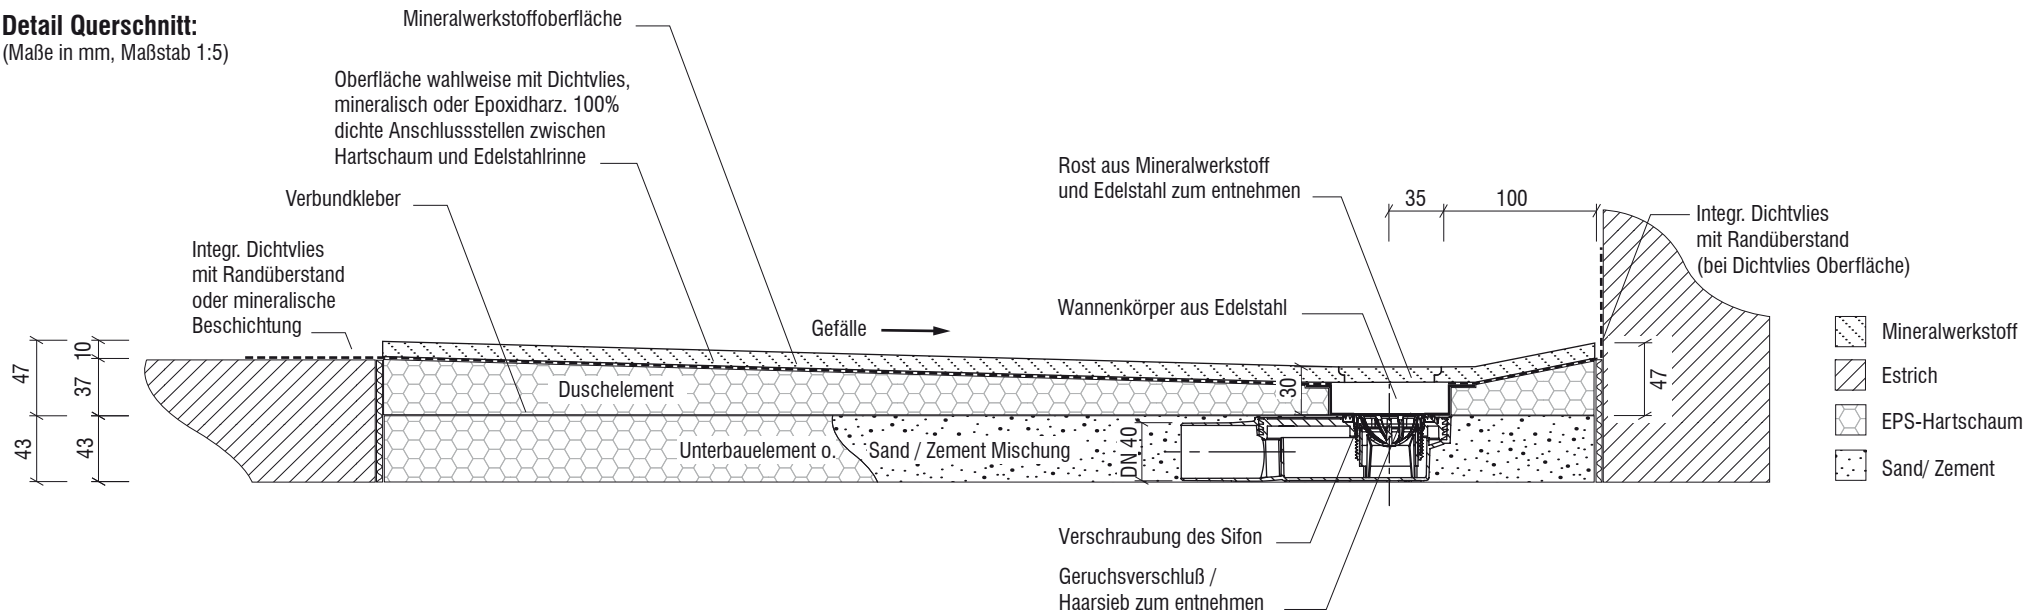 Detail Querschnitt:
(Maße in mm, Maßstab 1:5)
Mineralwerkstoffoberfläche
Oberfläche wahlweise mit Dichtvlies,
mineralisch oder Epoxidharz. 100%
dichte Anschlussstellen zwischen
Hartschaum und Edelstahlrinne
Verbundkleber
Integr. Dichtvlies
mit Randüberstand
oder mineralische
Beschichtung
Gefälle
Rost aus Mineralwerkstoff
und Edelstahl zum entnehmen
35
100
Integr. Dichtvlies
mit Randüberstand
(bei Dichtvlies Oberfläche)
Wannenkörper aus Edelstahl
47
10
37
43
43
Duschelement
30
47
Unterbauelement o.
Sand / Zement Mischung
DN 40
Verschraubung des Sifon
Geruchsverschluß /
Haarsieb zum entnehmen
Mineralwerkstoff
Estrich
EPS-Hartschaum
Sand/ Zement